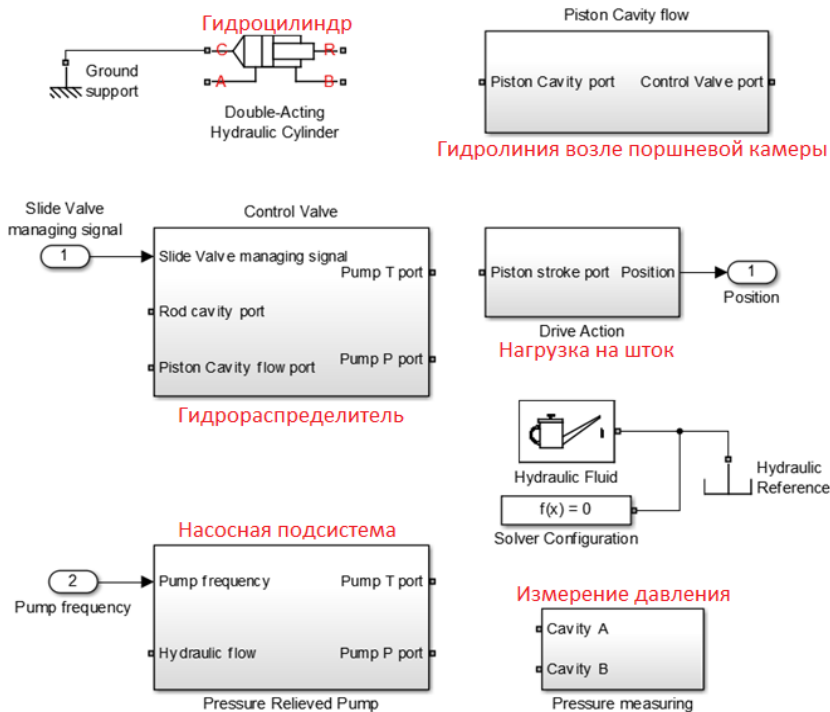 Гидроцилиндр
C
R
A
B
Ground
support
Double-Acting
Hydraulic Cylinder
Piston Cavity flow
Piston Cavity port
Control Valve port
Гидролиния возле поршневой камеры
Slide Valve
managing signal
1
Control Valve
Slide Valve managing signal
Pump T port
Rod cavity port
Piston Cavity flow port
Pump P port
Гидрораспределитель
Piston stroke port
Position
1
Position
Drive Action
Нагрузка на шток
Hydraulic Fluid
Hydraulic
Reference
f(x) = 0
Solver Configuration
Насосная подсистема
2
Pump frequency
Pump frequency
Pump T port
Hydraulic flow
Pump P port
Pressure Relieved Pump
Измерение давления
Cavity A
Cavity B
Pressure measuring